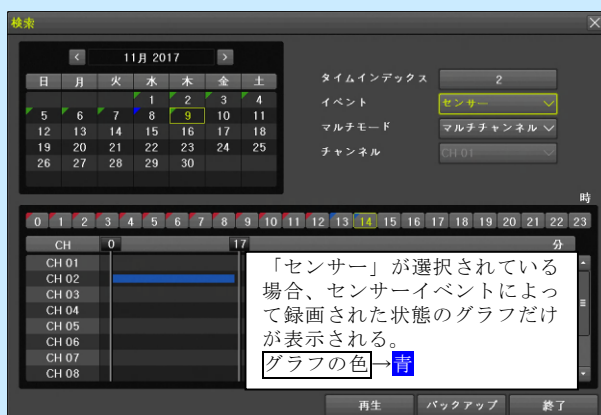 検索
11月 2017
日 月 火 水 木 金 土
1 2 3 4
5 6 7 8 9 10 11
12 13 14 15 16 17 18
19 20 21 22 23 24 25
26 27 28 29 30
タイムインデックス 2
イベント センサー
マルチモード マルチチャンネル
チャンネル CH 01
時
0 1 2 3 4 5 6 7 8 9 10 11 12 13 14 15 16 17 18 19 20 21 22 23
CH 0 17 分
CH 01
CH 02
CH 03
CH 04
CH 05
CH 06
CH 07
CH 08
「センサー」が選択されている
場合、センサーイベントによっ
て録画された状態のグラフだけ
が表示される。
グラフの色→青
再生 バックアップ 終了